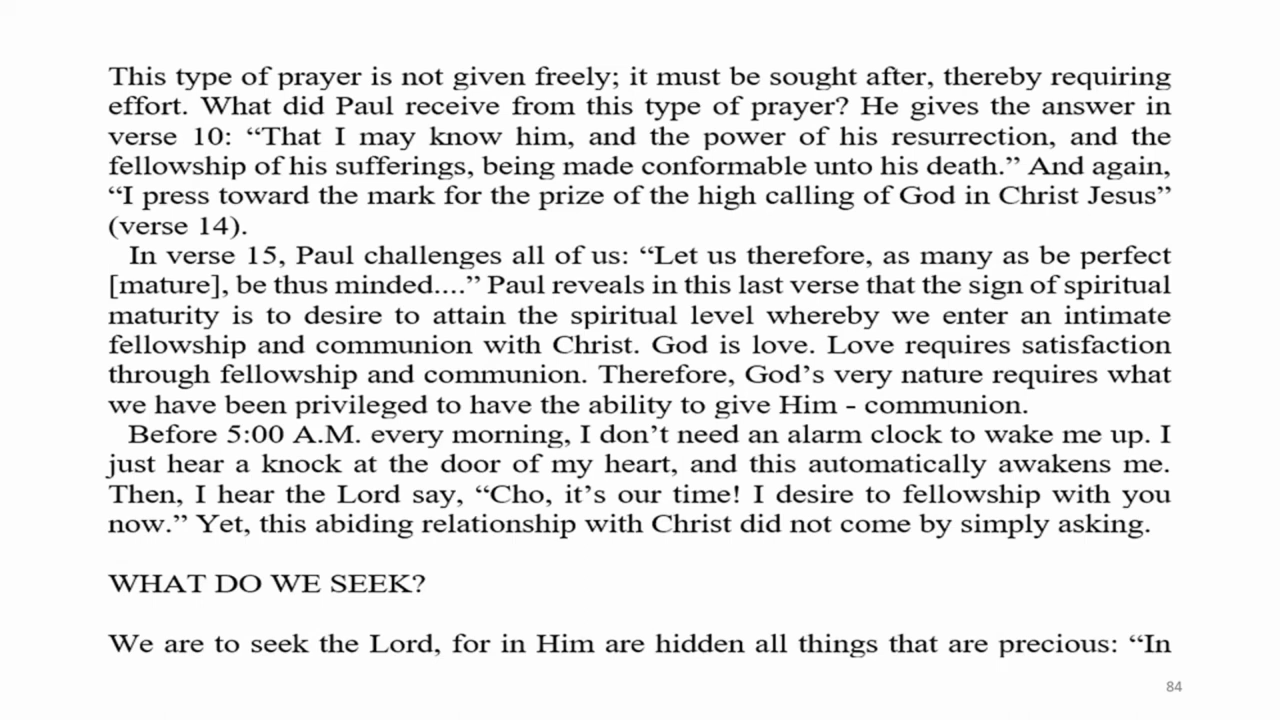 This type of prayer is not given freely; it must be sought after, thereby requiring
effort. What did Paul receive from this type of prayer? He gives the answer in
verse 10: “That I may know him, and the power of his resurrection, and the
fellowship of his sufferings, being made conformable unto his death.” And again,
“I press toward the mark for the prize of the high calling of God in Christ Jesus”
(verse 14).
In verse 15, Paul challenges all of us: “Let us therefore, as many as be perfect
[mature], be thus minded....” Paul reveals in this last verse that the sign of spiritual
maturity is to desire to attain the spiritual level whereby we enter an intimate
fellowship and communion with Christ. God is love. Love requires satisfaction
through fellowship and communion. Therefore, God’s very nature requires what
we have been privileged to have the ability to give Him - communion.
Before 5:00 A.M. every morning, I don’t need an alarm clock to wake me up. I
just hear a knock at the door of my heart, and this automatically awakens me.
Then, I hear the Lord say, “Cho, it’s our time! I desire to fellowship with you
now.” Yet, this abiding relationship with Christ did not come by simply asking.
WHAT DO WE SEEK?
We are to seek the Lord, for in Him are hidden all things that are precious: “In
84